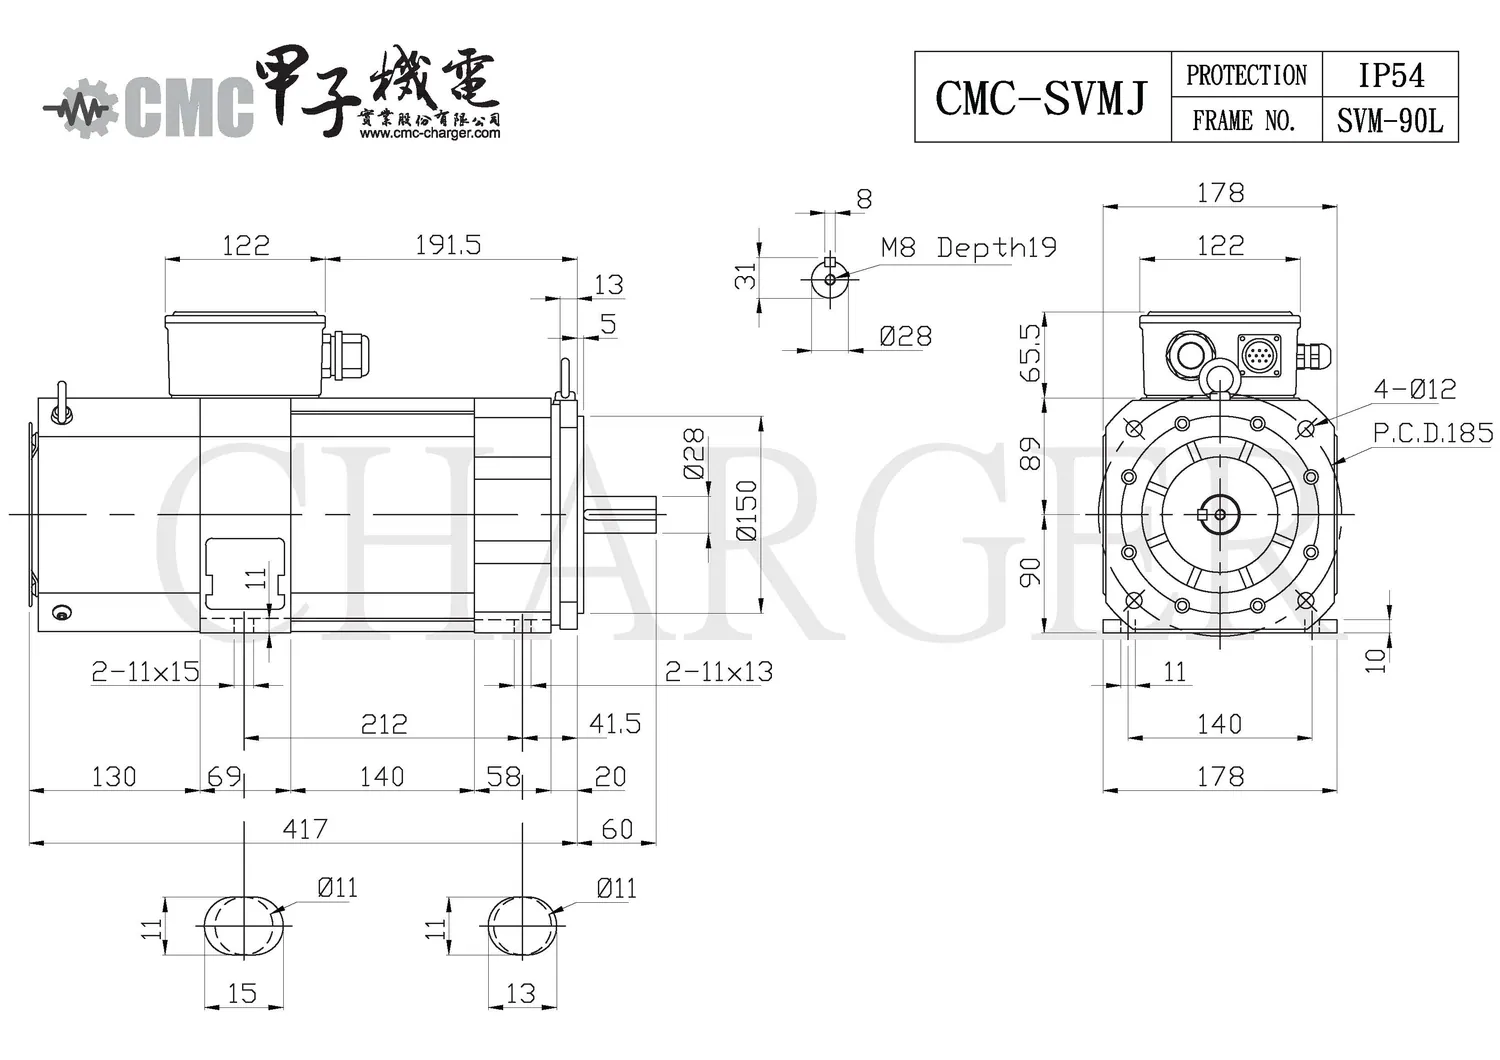 CMC 甲子機電
實業股份有限公司
www.cmc-charger.com
CMC-SVMJ
PROTECTION IP54
FRAME NO. SVM-90L
122
191.5
13
5
Ø28
Ø150
11
2-11x15
2-11x13
212
41.5
130
69
140
58
20
417
60
Ø11
11
15
Ø11
11
13
8
M8 Depth19
31
Ø28
178
122
65.5
89
90
4-Ø12
P.C.D.185
10
11
140
178
CHARGER